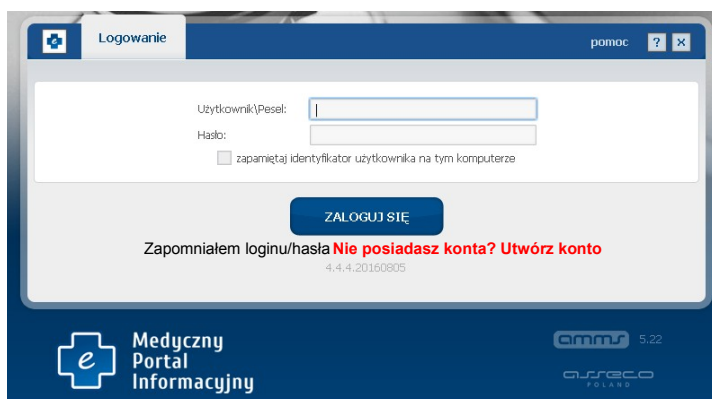 Logowanie
pomoc ? x
Użytkownik\Pesel:
Hasło:
zapamiętaj identyfikator użytkownika na tym komputerze
ZALOGUJ SIĘ
Zapomniałem loginu/hasła Nie posiadasz konta? Utwórz konto
4.4.4.20160805
e
Medyczny
Portal
Informacyjny
amms 5.22
asseco
POLAND